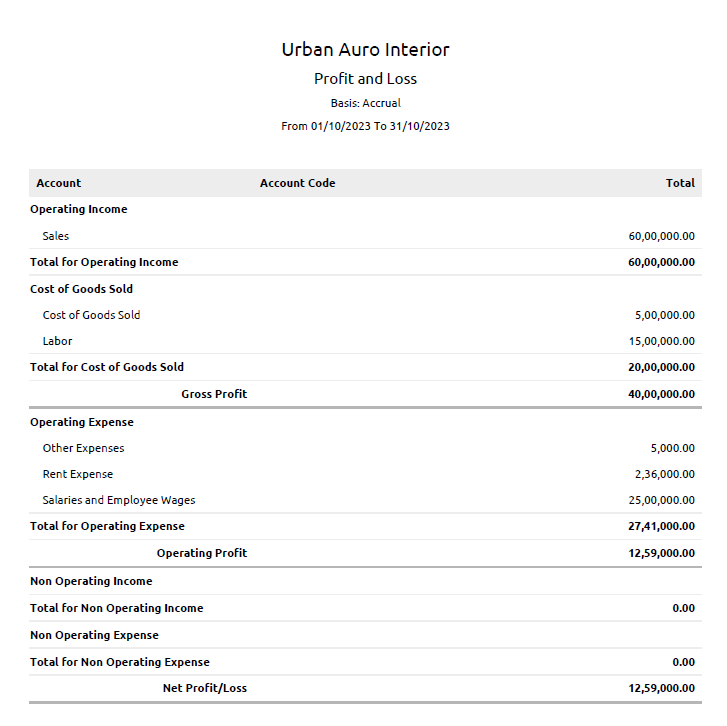 Urban Auro Interior
Profit and Loss
Basis: Accrual
From 01/10/2023 To 31/10/2023
Account Account Code Total
Operating Income
Sales 60,00,000.00
Total for Operating Income 60,00,000.00
Cost of Goods Sold
Cost of Goods Sold 5,00,000.00
Labor 15,00,000.00
Total for Cost of Goods Sold 20,00,000.00
Gross Profit 40,00,000.00
Operating Expense
Other Expenses 5,000.00
Rent Expense 2,36,000.00
Salaries and Employee Wages 25,00,000.00
Total for Operating Expense 27,41,000.00
Operating Profit 12,59,000.00
Non Operating Income
Total for Non Operating Income 0.00
Non Operating Expense
Total for Non Operating Expense 0.00
Net Profit/Loss 12,59,000.00